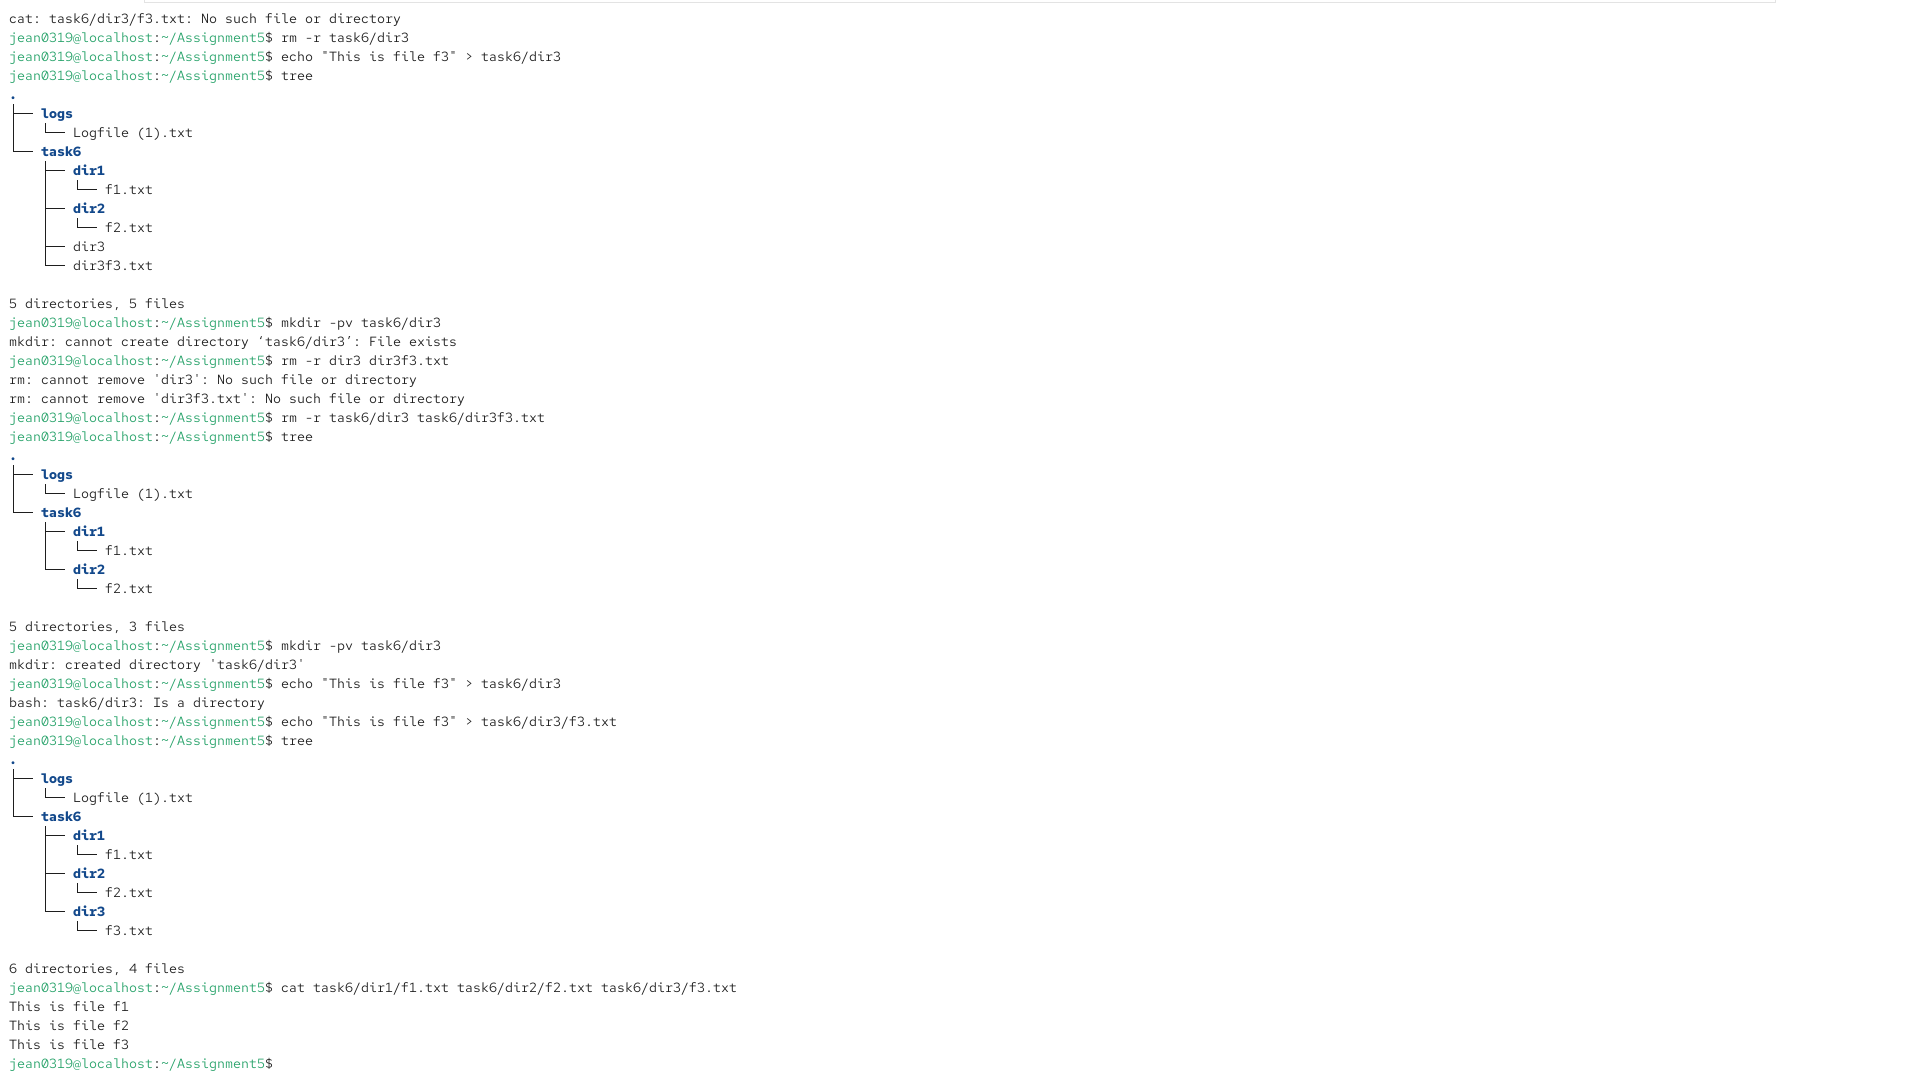 cat: task6/dir3/f3.txt: No such file or directory
jean0319@localhost:~/Assignment5$ rm -r task6/dir3
jean0319@localhost:~/Assignment5$ echo "This is file f3" > task6/dir3
jean0319@localhost:~/Assignment5$ tree
.
├── logs
│   └── Logfile (1).txt
└── task6
    ├── dir1
    │   └── f1.txt
    ├── dir2
    │   └── f2.txt
    ├── dir3
    └── dir3f3.txt
5 directories, 5 files
jean0319@localhost:~/Assignment5$ mkdir -pv task6/dir3
mkdir: cannot create directory ‘task6/dir3’: File exists
jean0319@localhost:~/Assignment5$ rm -r dir3 dir3f3.txt
rm: cannot remove 'dir3': No such file or directory
rm: cannot remove 'dir3f3.txt': No such file or directory
jean0319@localhost:~/Assignment5$ rm -r task6/dir3 task6/dir3f3.txt
jean0319@localhost:~/Assignment5$ tree
.
├── logs
│   └── Logfile (1).txt
└── task6
    ├── dir1
    │   └── f1.txt
    └── dir2
        └── f2.txt
5 directories, 3 files
jean0319@localhost:~/Assignment5$ mkdir -pv task6/dir3
mkdir: created directory 'task6/dir3'
jean0319@localhost:~/Assignment5$ echo "This is file f3" > task6/dir3
bash: task6/dir3: Is a directory
jean0319@localhost:~/Assignment5$ echo "This is file f3" > task6/dir3/f3.txt
jean0319@localhost:~/Assignment5$ tree
.
├── logs
│   └── Logfile (1).txt
└── task6
    ├── dir1
    │   └── f1.txt
    ├── dir2
    │   └── f2.txt
    └── dir3
        └── f3.txt
6 directories, 4 files
jean0319@localhost:~/Assignment5$ cat task6/dir1/f1.txt task6/dir2/f2.txt task6/dir3/f3.txt
This is file f1
This is file f2
This is file f3
jean0319@localhost:~/Assignment5$